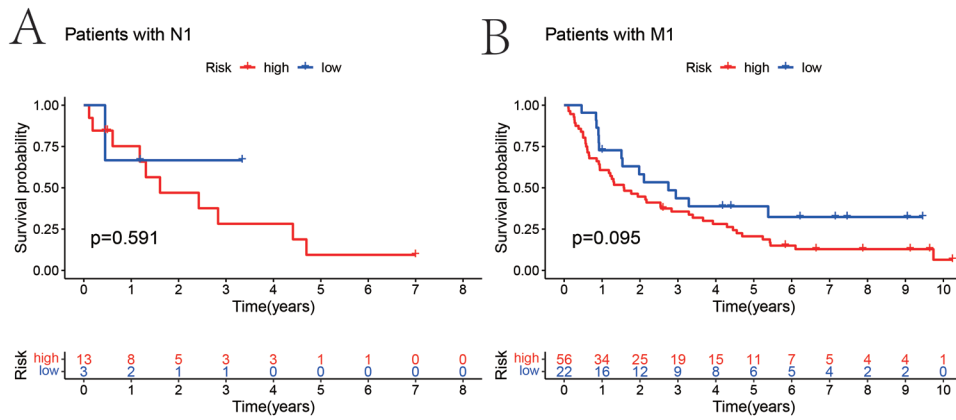 A Patients with N1
Risk high low
Survival probability
1.00
0.75
0.50
0.25
0.00
p=0.591
0 1 2 3 4 5 6 7 8
Time(years)
Risk
high 13 8 5 3 3 1 1 0 0
low 3 2 1 1 0 0 0 0 0
0 1 2 3 4 5 6 7 8
Time(years)
B Patients with M1
Risk high low
Survival probability
1.00
0.75
0.50
0.25
0.00
p=0.095
0 1 2 3 4 5 6 7 8 9 10
Time(years)
Risk
high 56 34 25 19 15 11 7 5 4 4 1
low 22 16 12 9 8 6 5 4 2 2 0
0 1 2 3 4 5 6 7 8 9 10
Time(years)